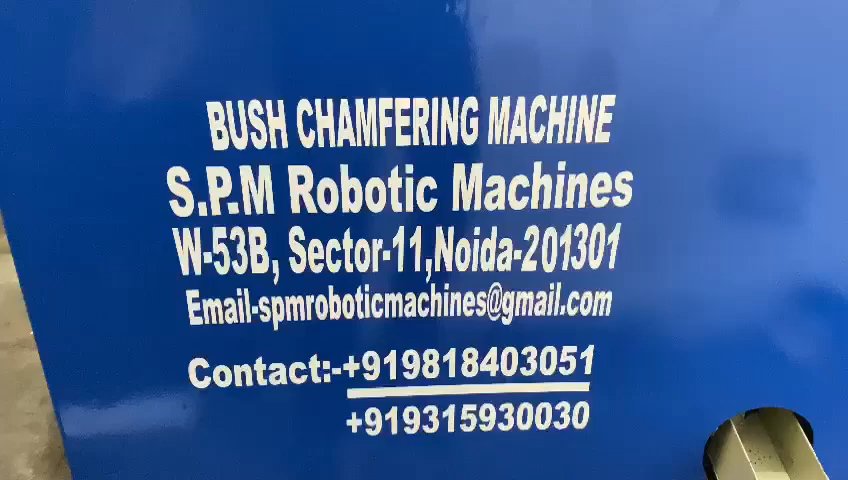 BUSH CHAMFERING MACHINE
S.P.M Robotic Machines
W-53B, Sector-11,Noida-201301
Email-spmroboticmachines@gmail.com
Contact:-+919818403051
+919315930030